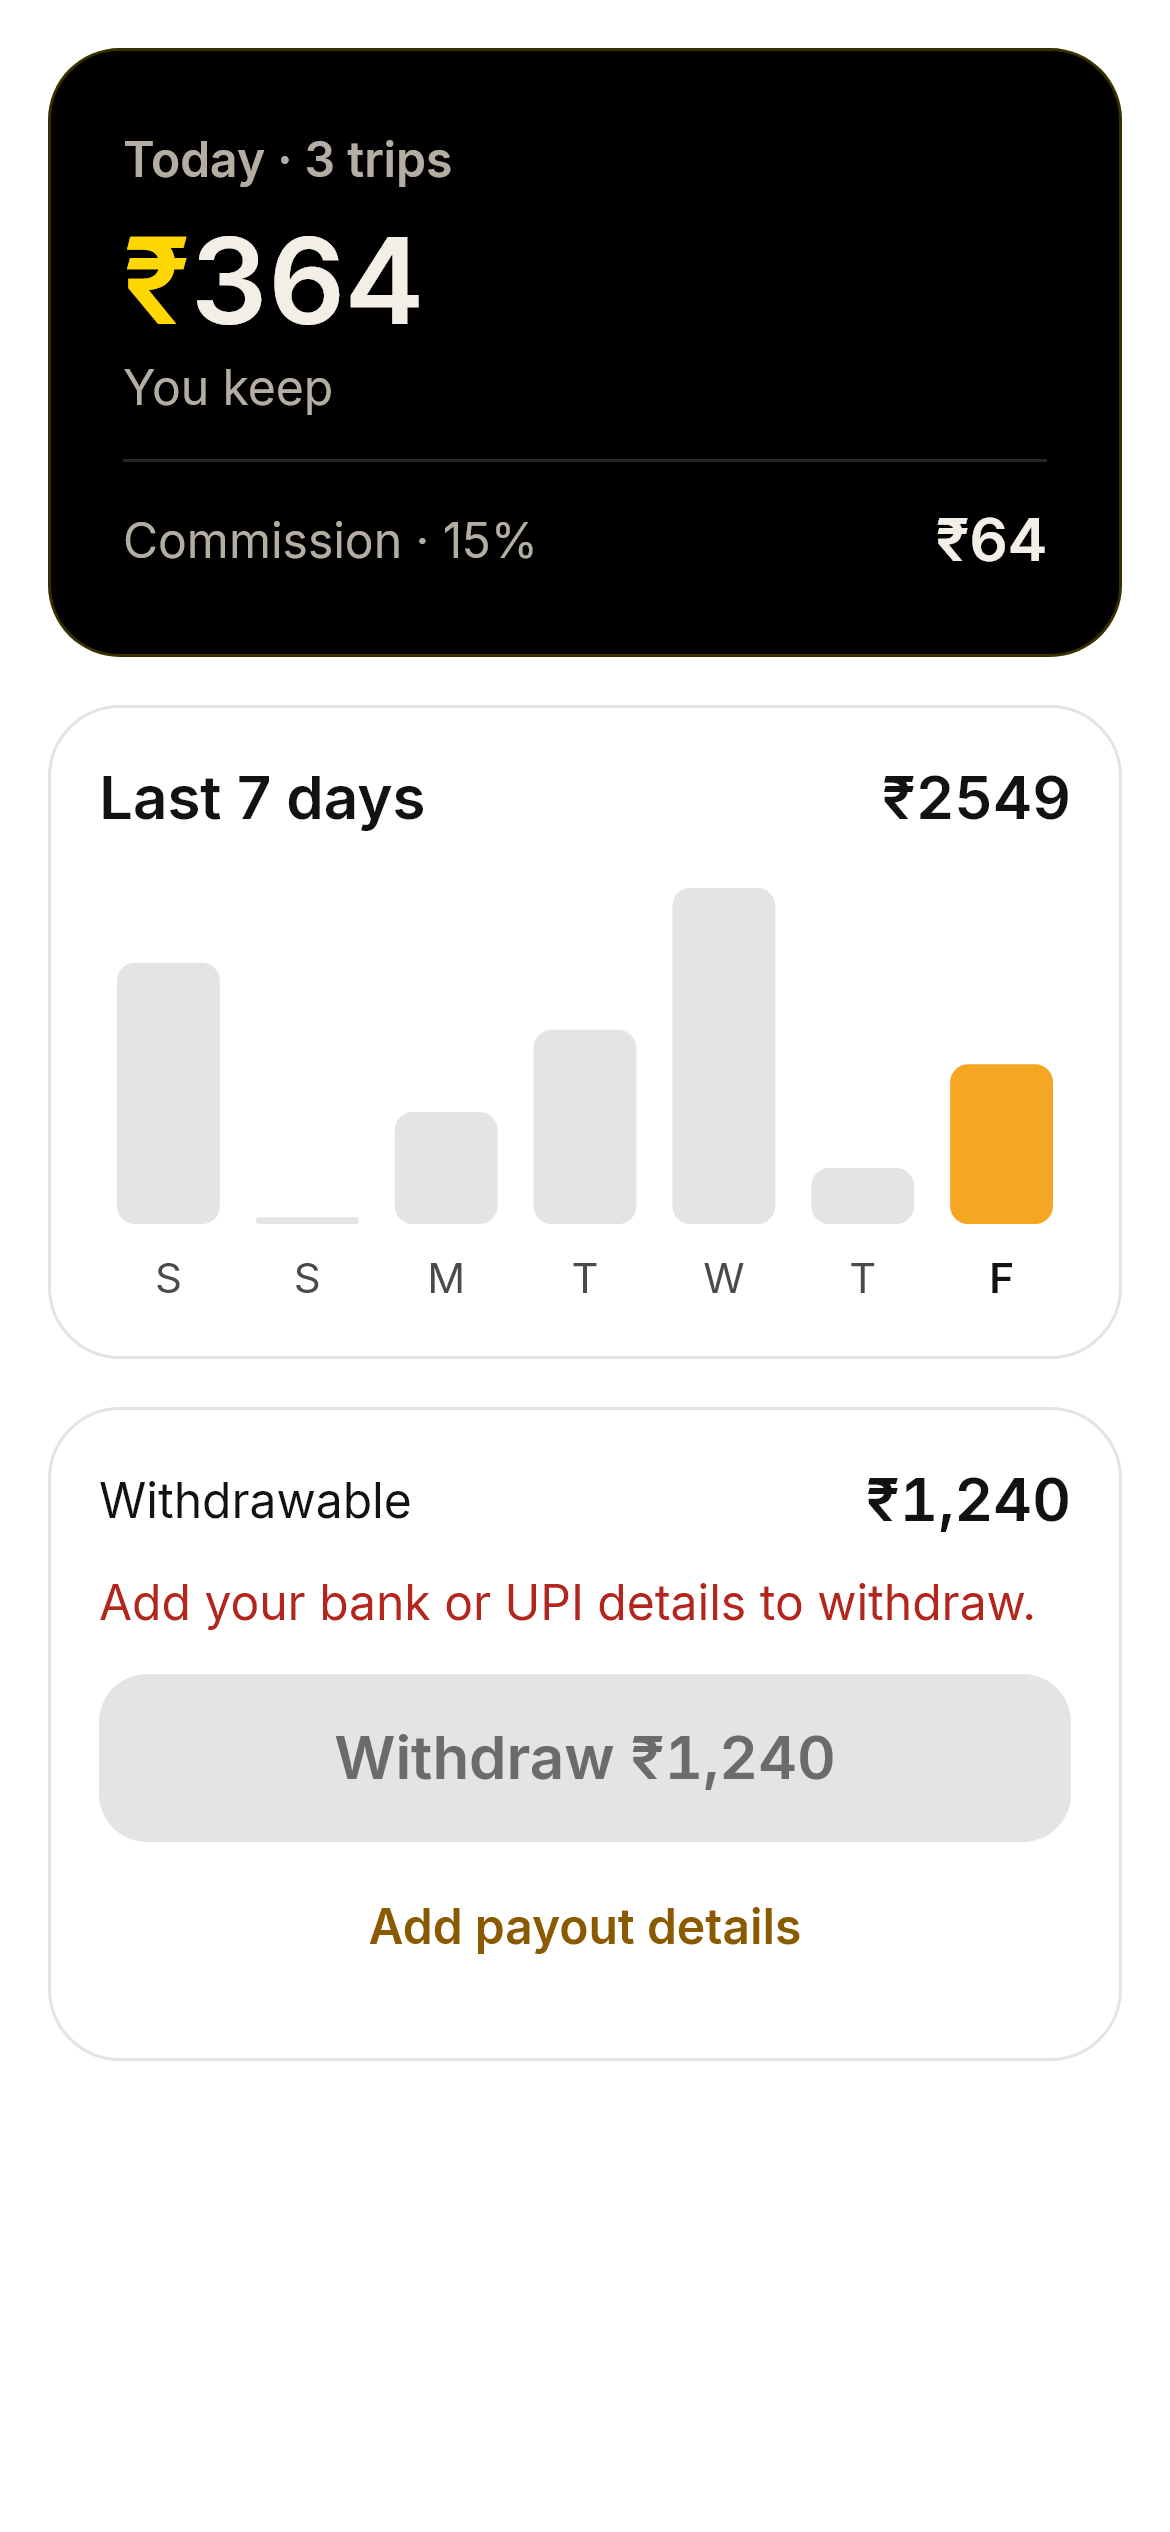 Today · 3 trips
₹364
You keep
Commission · 15% ₹64
Last 7 days ₹2549
S S M T W T F
Withdrawable ₹1,240
Add your bank or UPI details to withdraw.
Withdraw ₹1,240
Add payout details